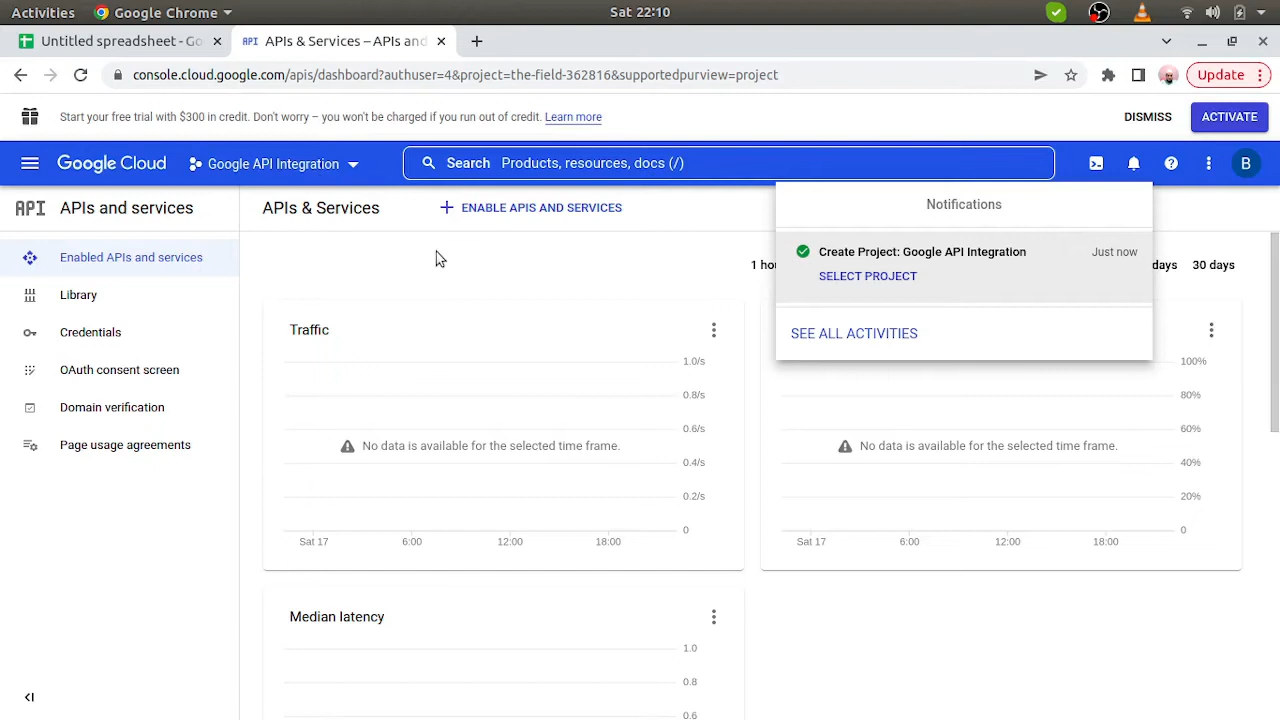 Activities Google Chrome Sat 22:10
Untitled spreadsheet - Go API APIs & Services – APIs and
console.cloud.google.com/apis/dashboard?authuser=4&project=the-field-362816&supportedpurview=project Update
Start your free trial with $300 in credit. Don't worry – you won't be charged if you run out of credit. Learn more DISMISS ACTIVATE
Google Cloud Google API Integration Search Products, resources, docs (/) B
API APIs and services
Enabled APIs and services
Library
Credentials
OAuth consent screen
Domain verification
Page usage agreements
APIs & Services + ENABLE APIS AND SERVICES
Notifications
Create Project: Google API Integration Just now
SELECT PROJECT
SEE ALL ACTIVITIES
1 hou days 30 days
Traffic
1.0/s
0.8/s
0.6/s
No data is available for the selected time frame.
0.4/s
0.2/s
0
Sat 17 6:00 12:00 18:00
100%
80%
60%
No data is available for the selected time frame.
40%
20%
0
Sat 17 6:00 12:00 18:00
Median latency
1.0
0.8
0.6